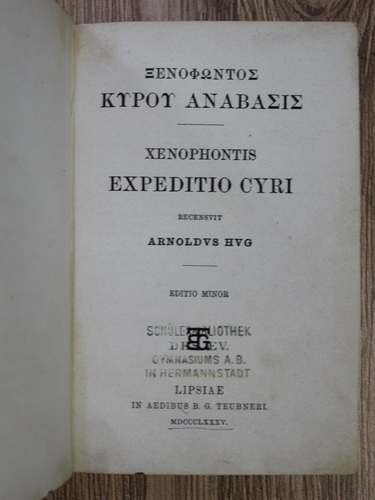 ΞΕΝΟΦΩΝΤΟΣ
ΚΥΡΟΥ ΑΝΑΒΑΣΙΣ
XENOPHONTIS
EXPEDITIO CYRI
RECENSVIT
ARNOLDVS HVG
EDITIO MINOR
DES EV.
GYMNASIUMS A.B.
IN HERMANNSTADT
LIPSIAE
IN AEDIBUS B. G. TEUBNERI.
MDCCCLXXXV.